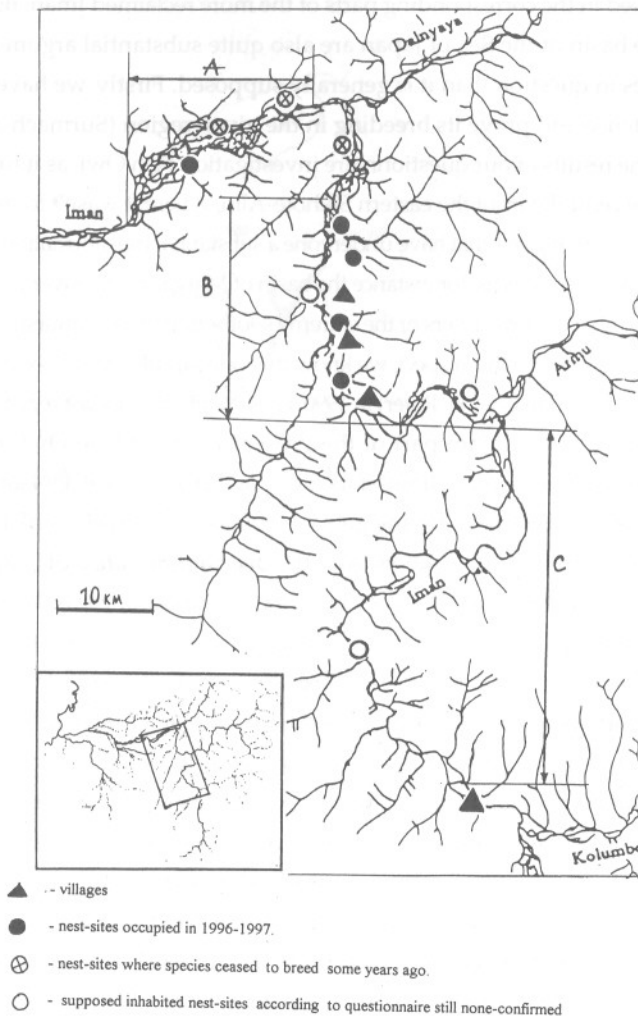 A
Dalnyaya
Iman
B
Armu
C
Iman
10 KM
Kolumbe
- villages
- nest-sites occupied in 1996-1997.
- nest-sites where species ceased to breed some years ago.
- supposed inhabited nest-sites according to questionnaire still none-confirmed